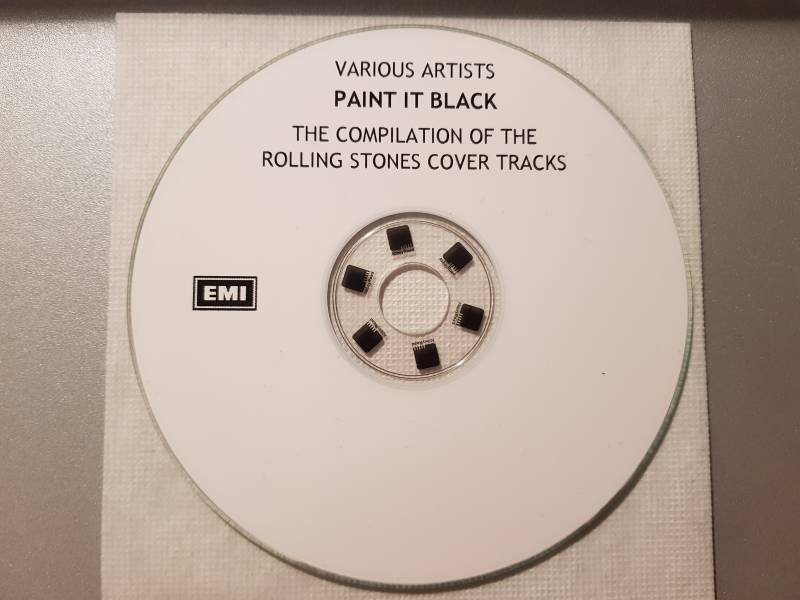 VARIOUS ARTISTS
PAINT IT BLACK
THE COMPILATION OF THE
ROLLING STONES COVER TRACKS
EMI